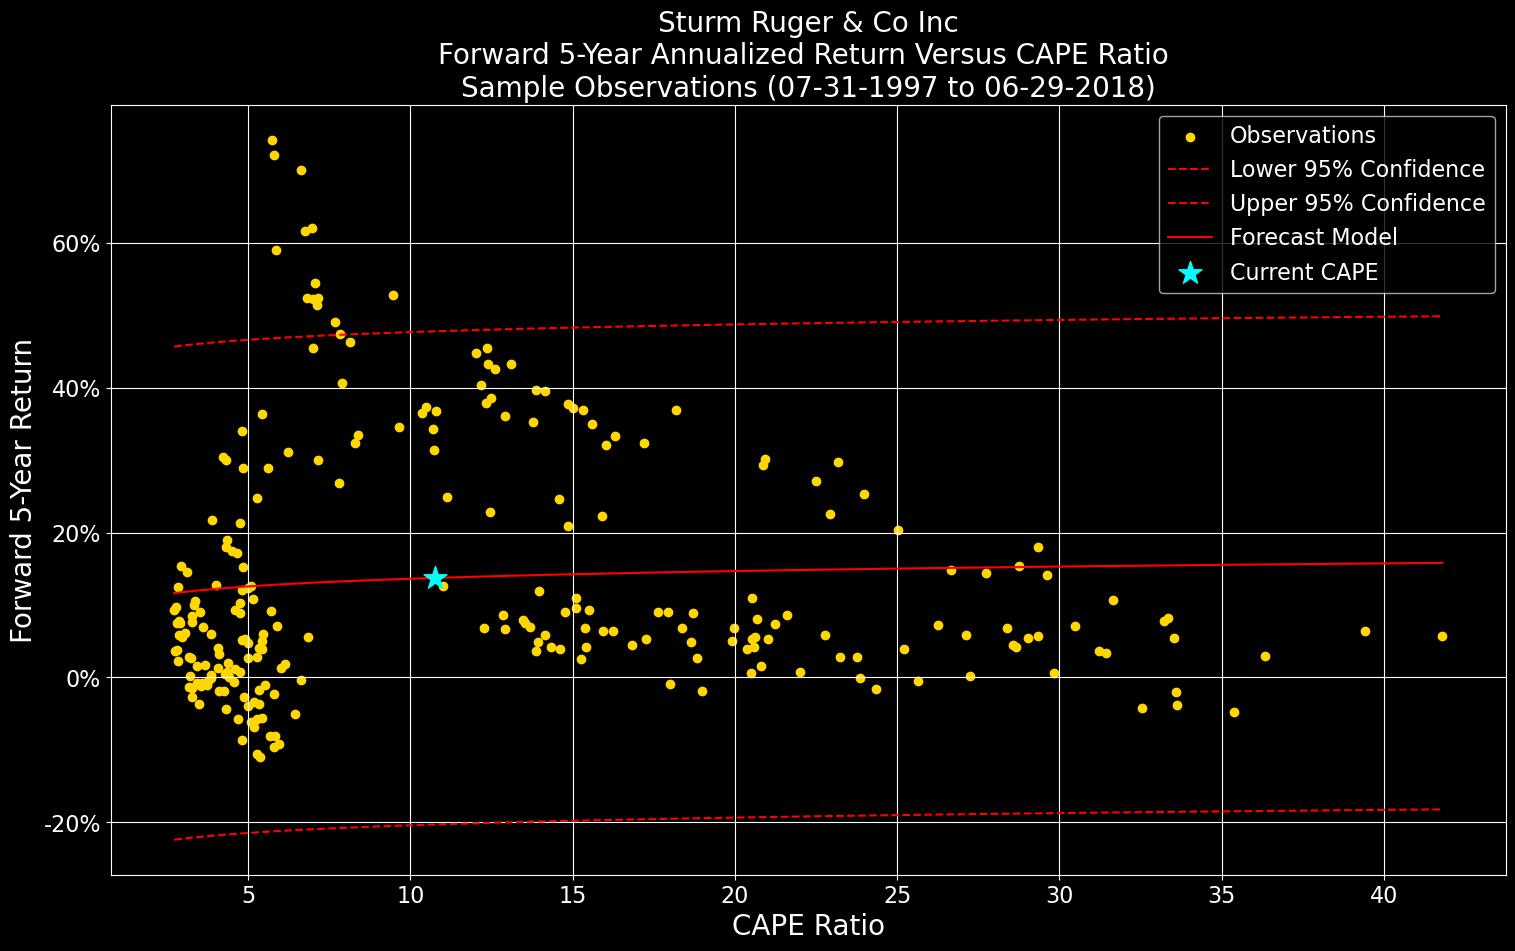 Sturm Ruger & Co Inc
Forward 5-Year Annualized Return Versus CAPE Ratio
Sample Observations (07-31-1997 to 06-29-2018)
Observations
Lower 95% Confidence
Upper 95% Confidence
Forecast Model
Current CAPE
Forward 5-Year Return
60%
40%
20%
0%
-20%
5 10 15 20 25 30 35 40
CAPE Ratio